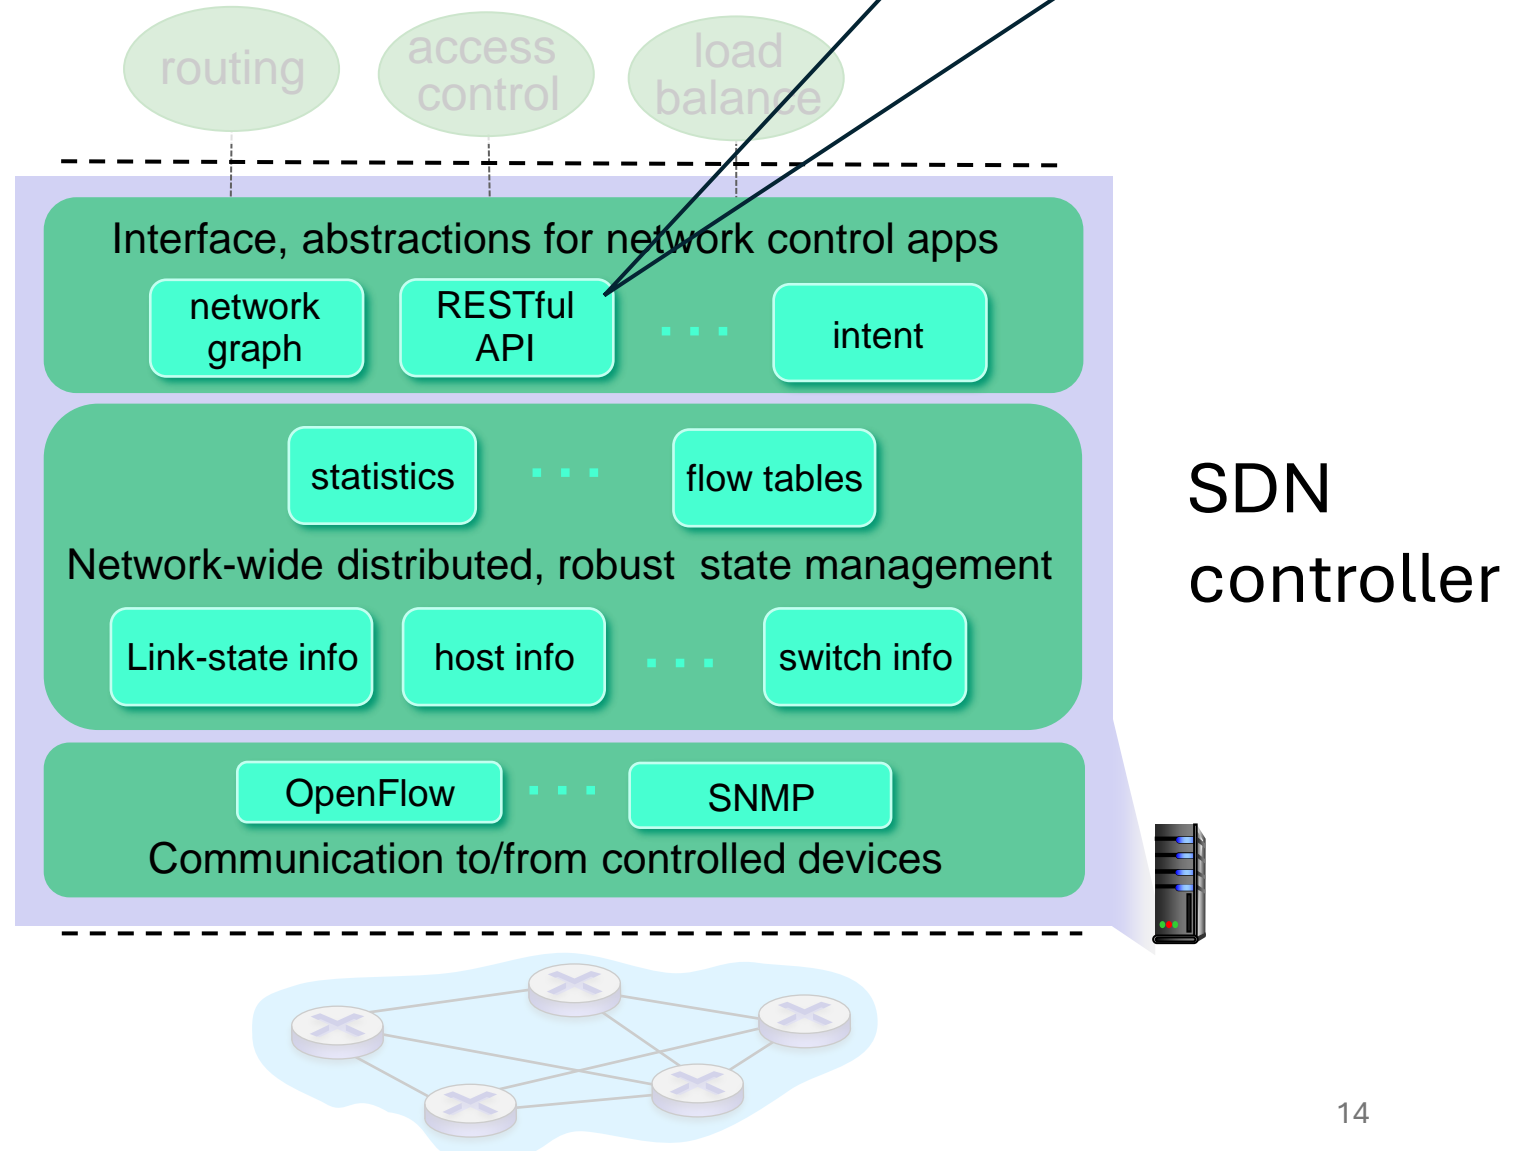 routing
access
control
load
balance
Interface, abstractions for network control apps
network
graph
RESTful
API
. . .
intent
statistics
. . .
flow tables
Network-wide distributed, robust  state management
Link-state info
host info
. . .
switch info
OpenFlow
. . .
SNMP
Communication to/from controlled devices
SDN
controller
14